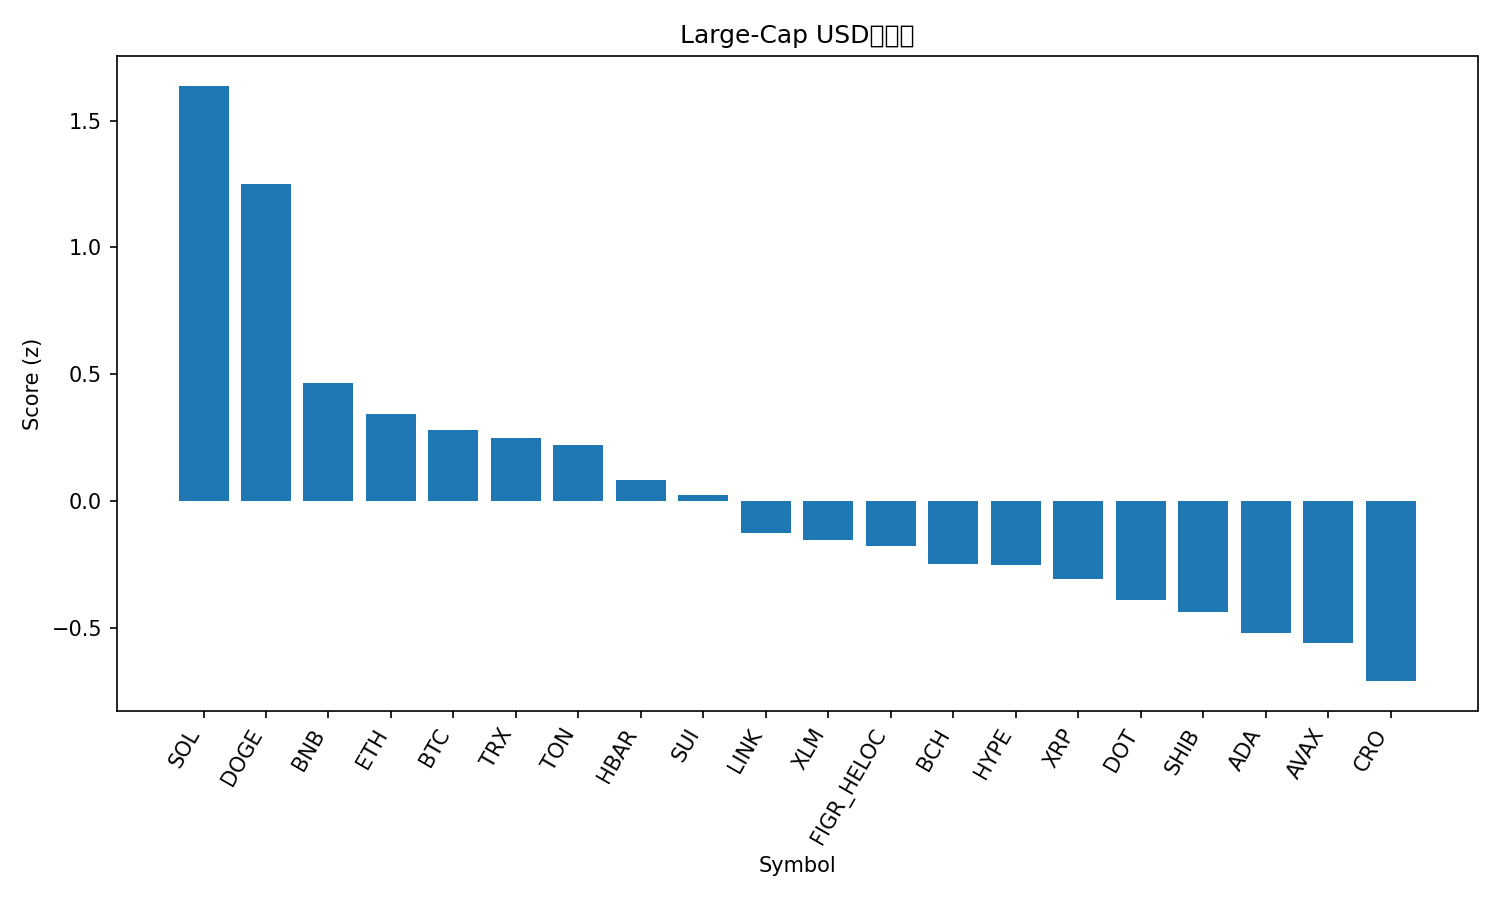 Large-Cap USD
Score (z)
1.5
1.0
0.5
0.0
−0.5
SOL
DOGE
BNB
ETH
BTC
TRX
TON
HBAR
SUI
LINK
XLM
FIGR_HELOC
BCH
HYPE
XRP
DOT
SHIB
ADA
AVAX
CRO
Symbol